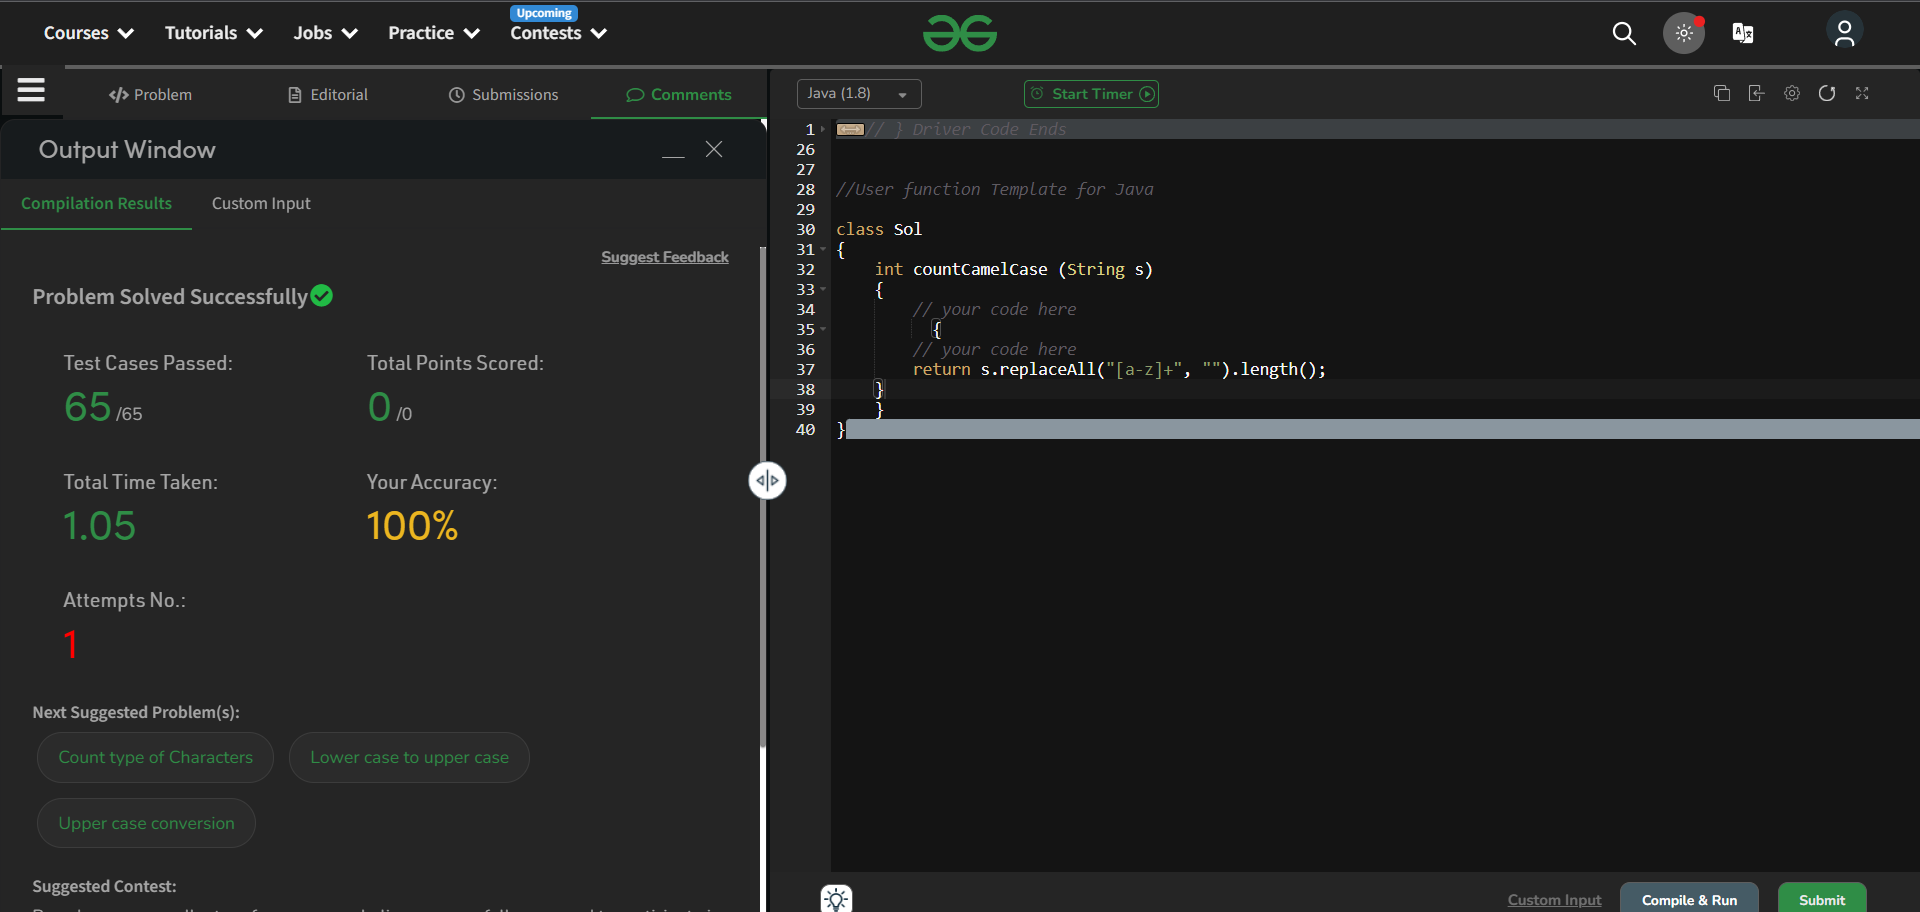 Upcoming
Courses Tutorials Jobs Practice Contests
Problem Editorial Submissions Comments
Output Window
Compilation Results Custom Input
Suggest Feedback
Problem Solved Successfully
Test Cases Passed: Total Points Scored:
65 /65 0 /0
Total Time Taken: Your Accuracy:
1.05 100%
Attempts No.:
1
Next Suggested Problem(s):
Count type of Characters Lower case to upper case
Upper case conversion
Suggested Contest:
Java (1.8) Start Timer
1 // } Driver Code Ends
26
27
28 //User function Template for Java
29
30 class Sol
31 {
32 int countCamelCase (String s)
33 {
34 // your code here
35 {
36 // your code here
37 return s.replaceAll("[a-z]+", "").length();
38 }
39 }
40 }
Custom Input Compile & Run Submit